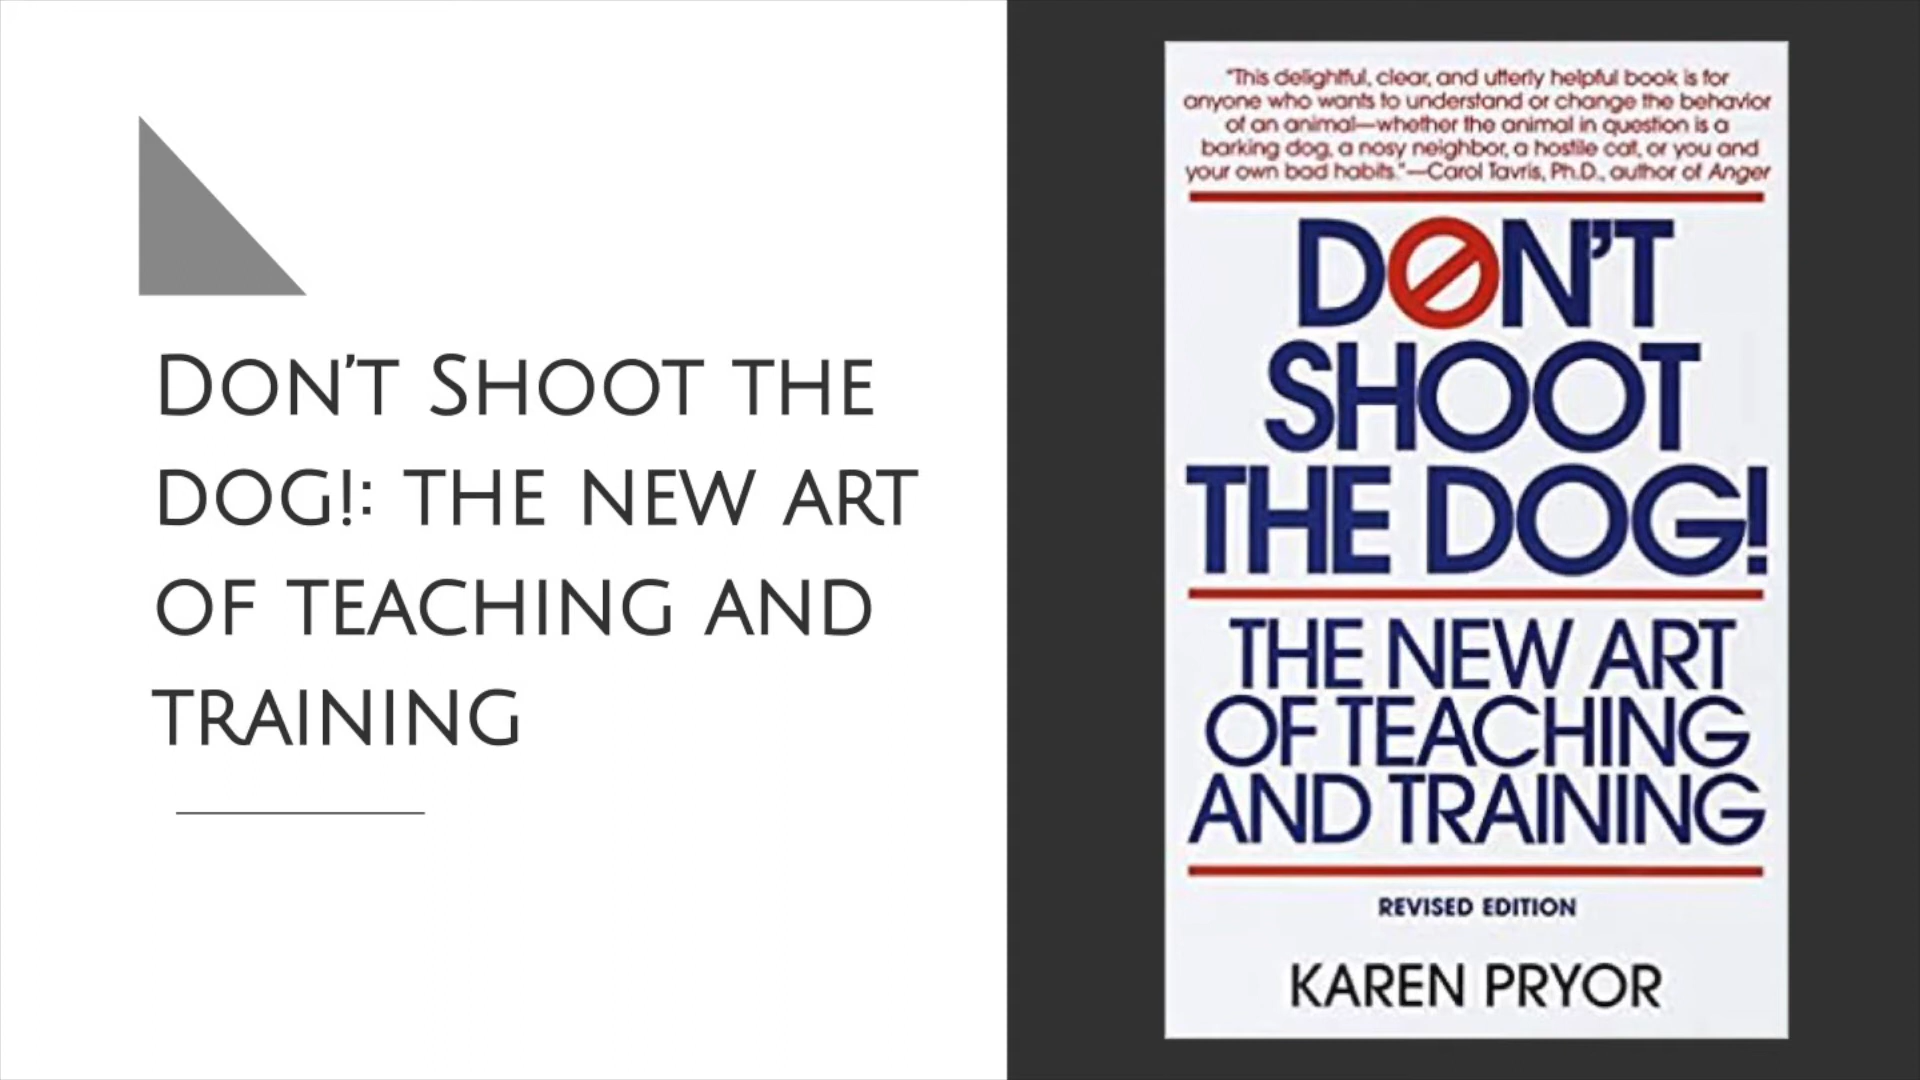 DON'T SHOOT THE
DOG!: THE NEW ART
OF TEACHING AND
TRAINING
"This delightful, clear, and utterly helpful book is for
anyone who wants to understand or change the behavior
of an animal—whether the animal in question is a
barking dog, a nosy neighbor, a hostile cat, or you and
your own bad habits."—Carol Tavris, Ph.D., author of Anger
DON'T
SHOOT
THE DOG!
THE NEW ART
OF TEACHING
AND TRAINING
REVISED EDITION
KAREN PRYOR